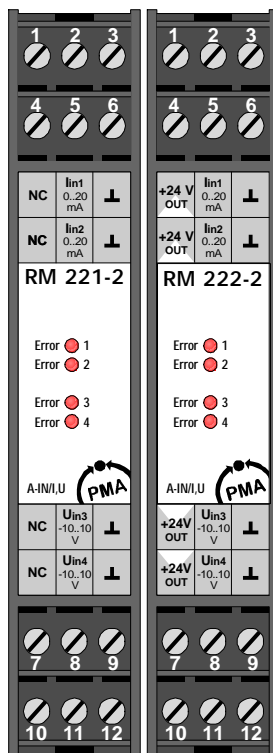 1 2 3
4 5 6
NC Iin1 0..20 mA ⊥
NC Iin2 0..20 mA ⊥
RM 221-2
Error 1
Error 2
Error 3
Error 4
A-IN/I,U PMA
NC Uin3 -10..10 V ⊥
NC Uin4 -10..10 V ⊥
7 8 9
10 11 12
1 2 3
4 5 6
+24 V OUT Iin1 0..20 mA ⊥
+24 V OUT Iin2 0..20 mA ⊥
RM 222-2
Error 1
Error 2
Error 3
Error 4
A-IN/I,U PMA
+24V OUT Uin3 -10..10 V ⊥
+24V OUT Uin4 -10..10 V ⊥
7 8 9
10 11 12